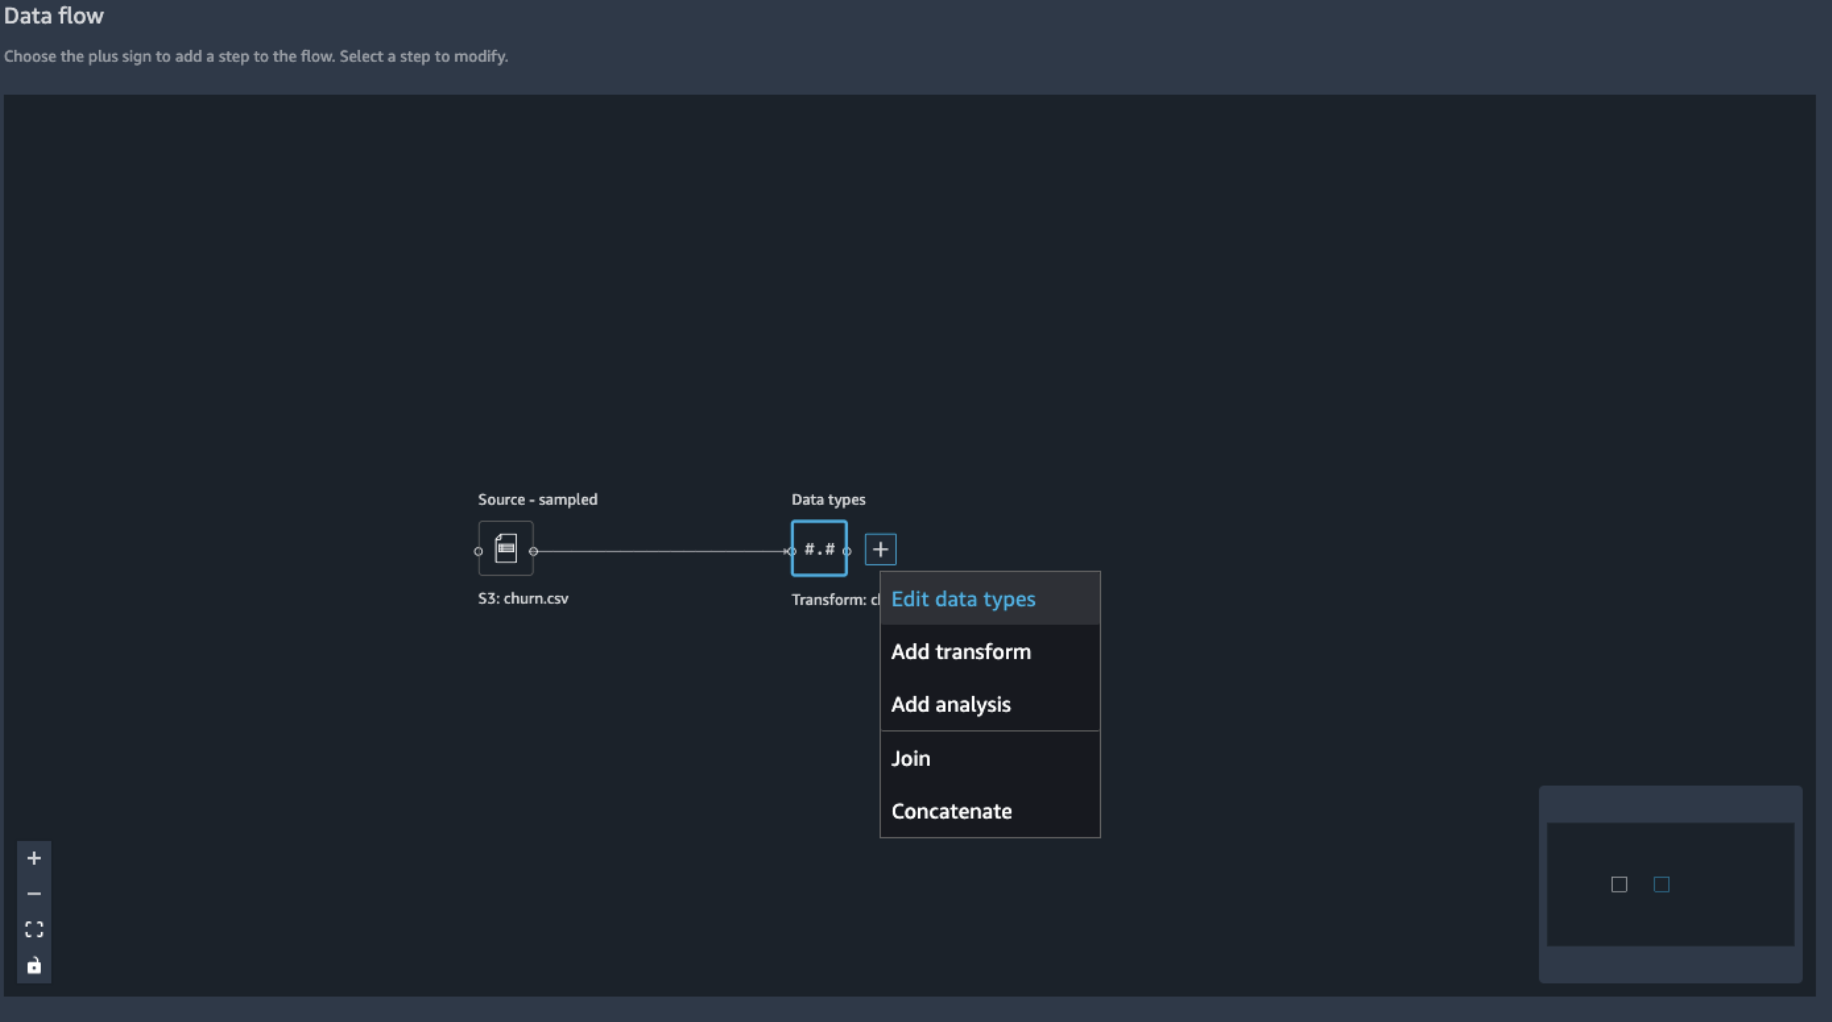 Data flow
Choose the plus sign to add a step to the flow. Select a step to modify.
Source - sampled
Data types
#.#
S3: churn.csv
Transform:
Edit data types
Add transform
Add analysis
Join
Concatenate